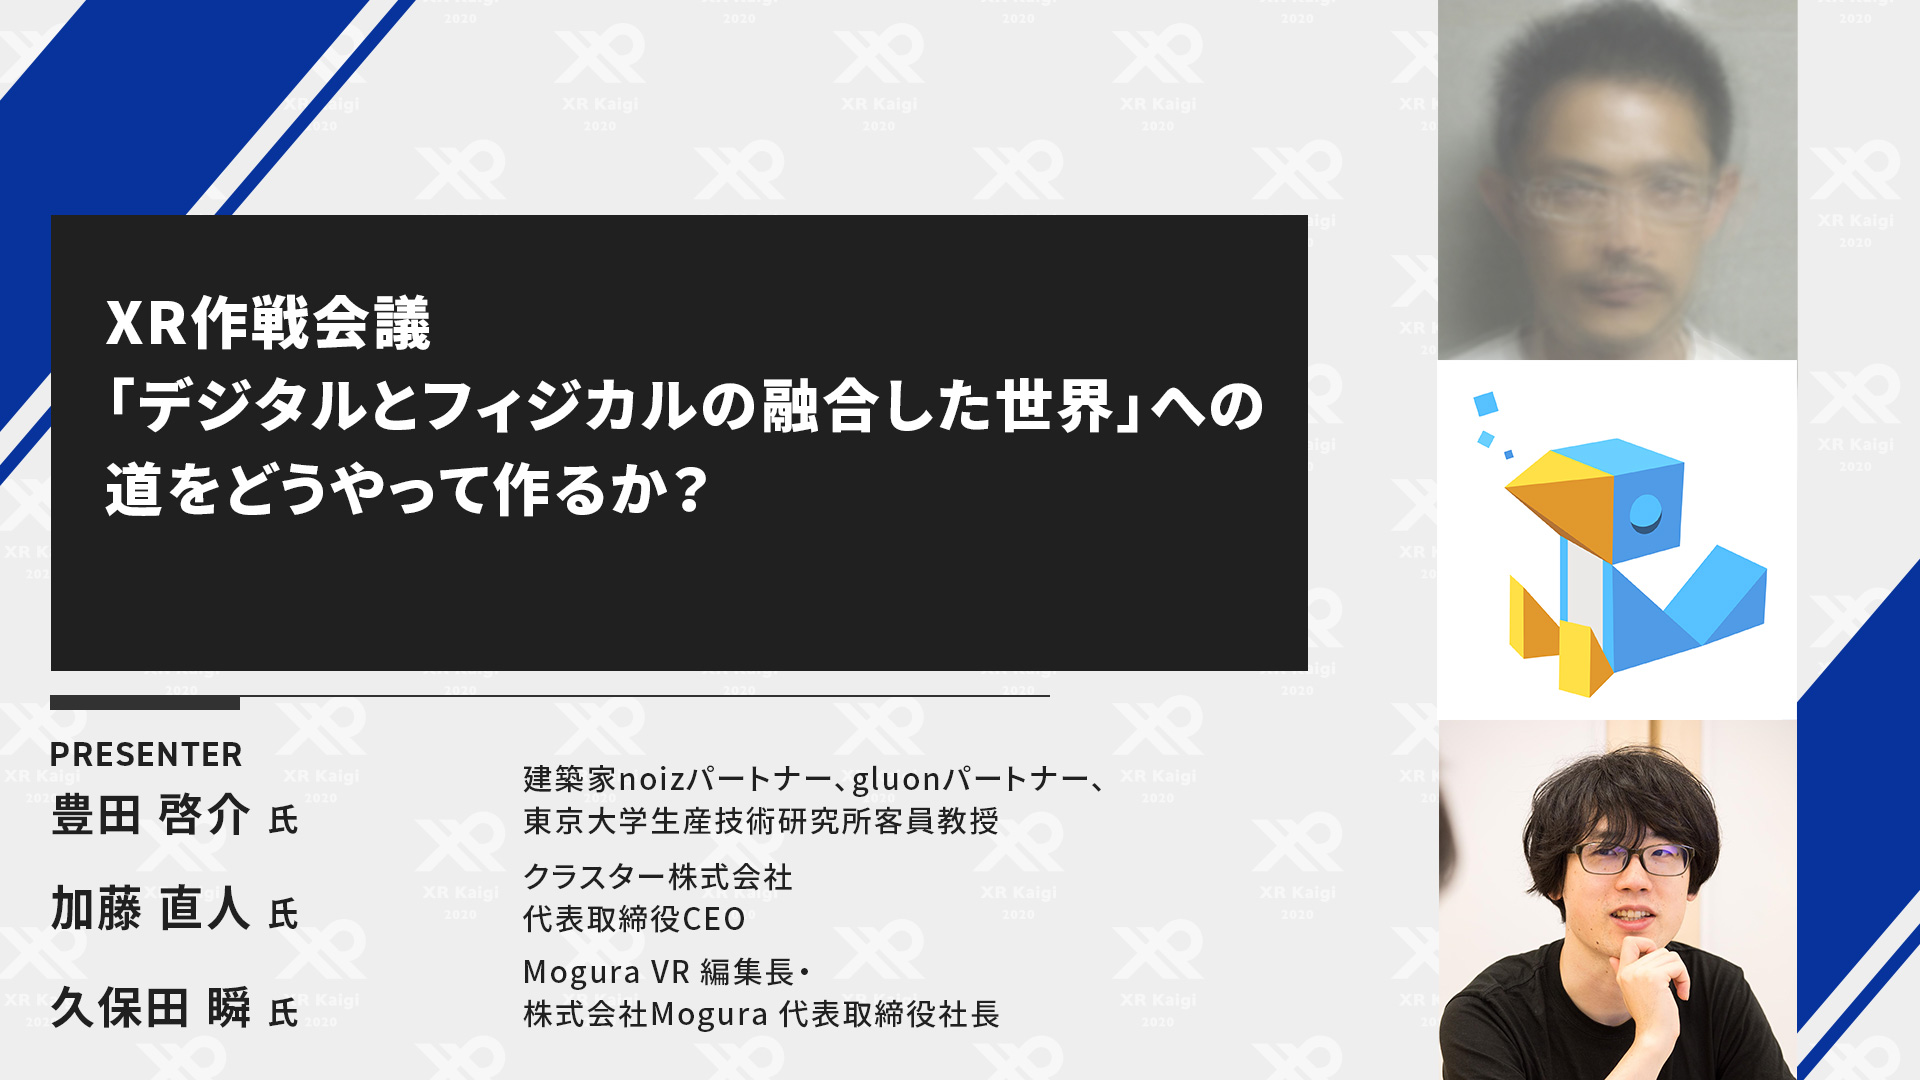 XR作戦会議
「デジタルとフィジカルの融合した世界」への
道をどうやって作るか？
PRESENTER
豊田 啓介 氏
建築家noizパートナー、gluonパートナー、
東京大学生産技術研究所客員教授
加藤 直人 氏
クラスター株式会社
代表取締役CEO
久保田 瞬 氏
Mogura VR 編集長・
株式会社Mogura 代表取締役社長
XR Kaigi
2020